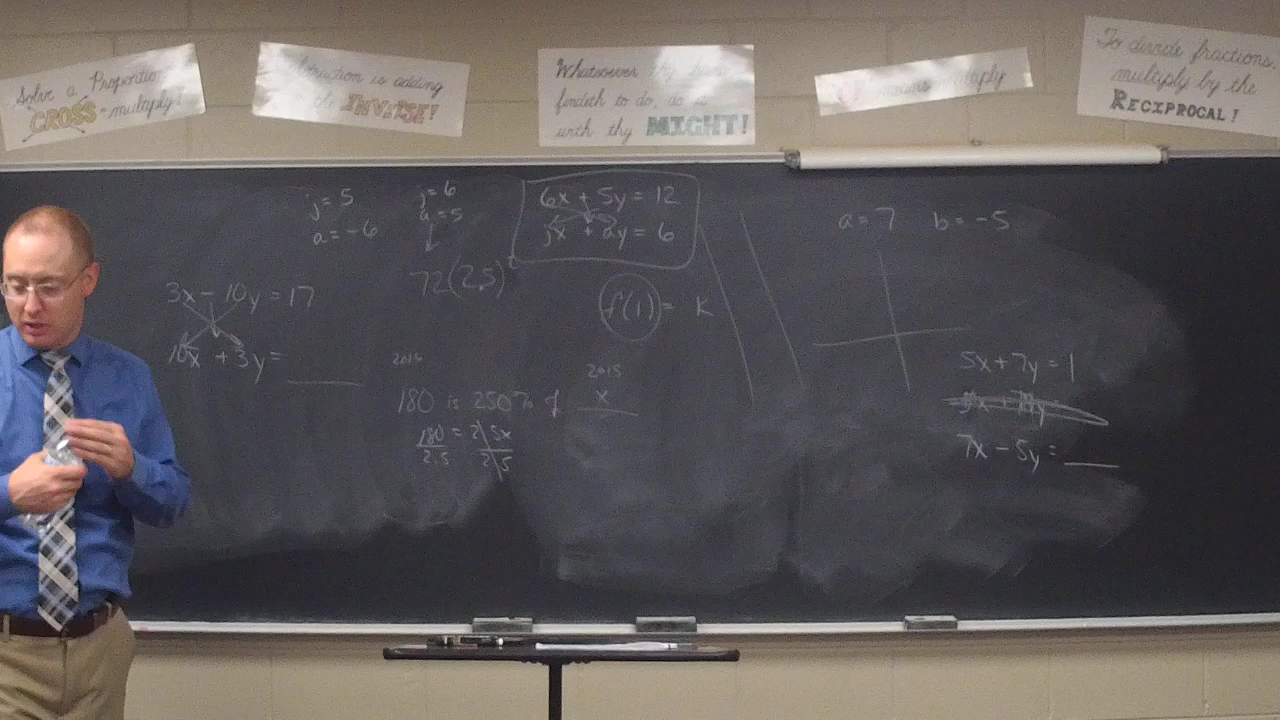 Solve a Proportion
CROSS-multiply!
is adding
INVERSE!
Whatsoever thy
findeth to do, do it
with thy MIGHT!
means multiply
To divide fractions,
multiply by the
RECIPROCAL!
j=5
a=-6
j=6
a=5
6x + 5y = 12
jx + ay = 6
a=7 b=-5
72(2.5)
3x - 10y = 17
10x + 3y =
f(1) = K
2015
180 is 250% of x
180 = 2.5x
2.5 2.5
5x + 7y = 1
7x - 5y =